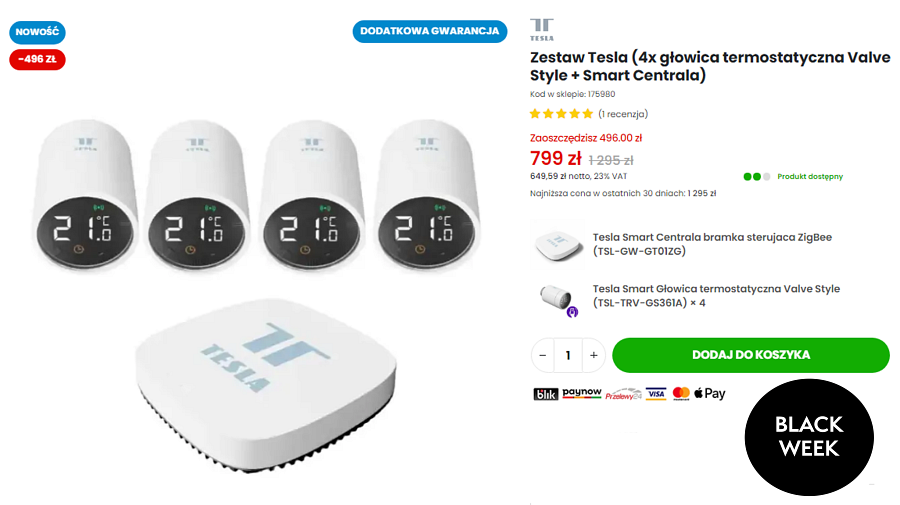 NOWOŚĆ
-496 ZŁ
DODATKOWA GWARANCJA
TESLA
TESLA
TESLA
TESLA
21.0 °C
21.0 °C
21.0 °C
21.0 °C
TESLA
TESLA
Zestaw Tesla (4x głowica termostatyczna Valve
Style + Smart Centrala)
Kod w sklepie: 175980
(1 recenzja)
Zaoszczędzisz 496.00 zł
799 zł 1 295 zł
649,59 zł netto, 23% VAT
Produkt dostępny
Najniższa cena w ostatnich 30 dniach: 1 295 zł
Tesla Smart Centrala bramka sterujaca ZigBee
(TSL-GW-GT01ZG)
Tesla Smart Głowica termostatyczna Valve Style
(TSL-TRV-GS361A) × 4
− 1 +
DODAJ DO KOSZYKA
blik paynow Przelewy24 VISA mastercard Pay
BLACK
WEEK